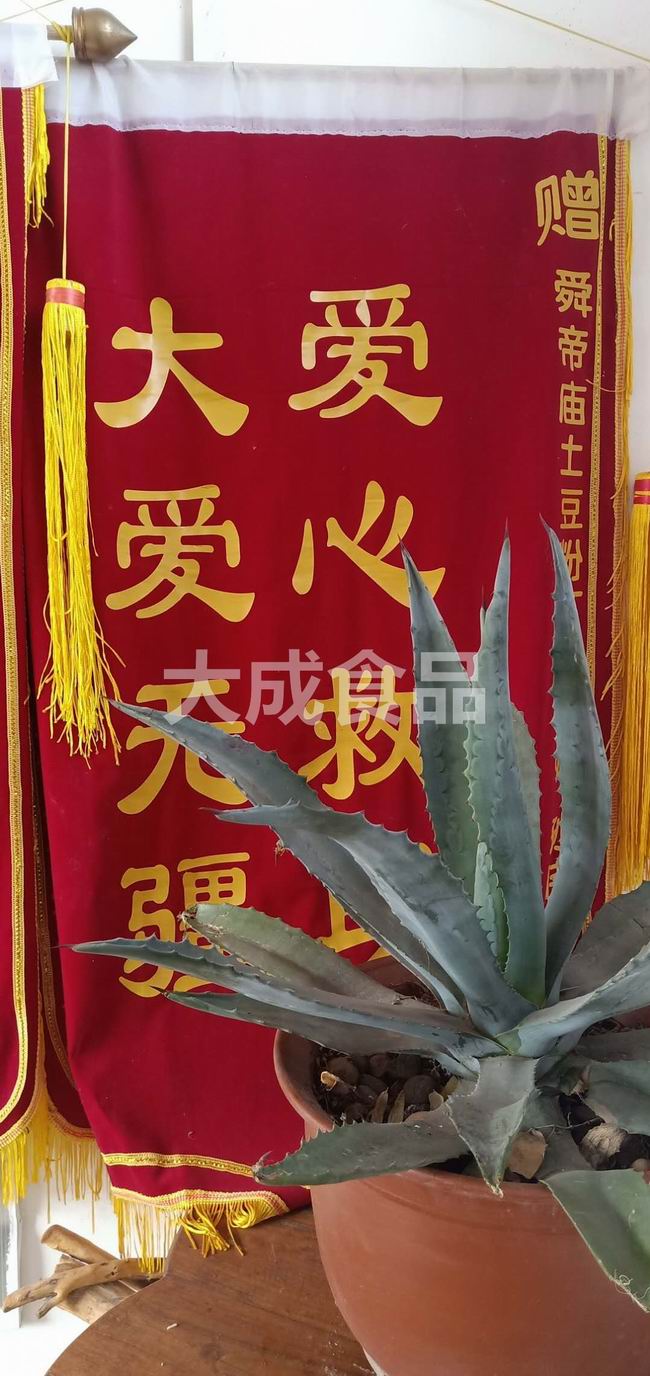 赠
舜帝庙土豆粉
爱心救
大爱无疆
大成食品